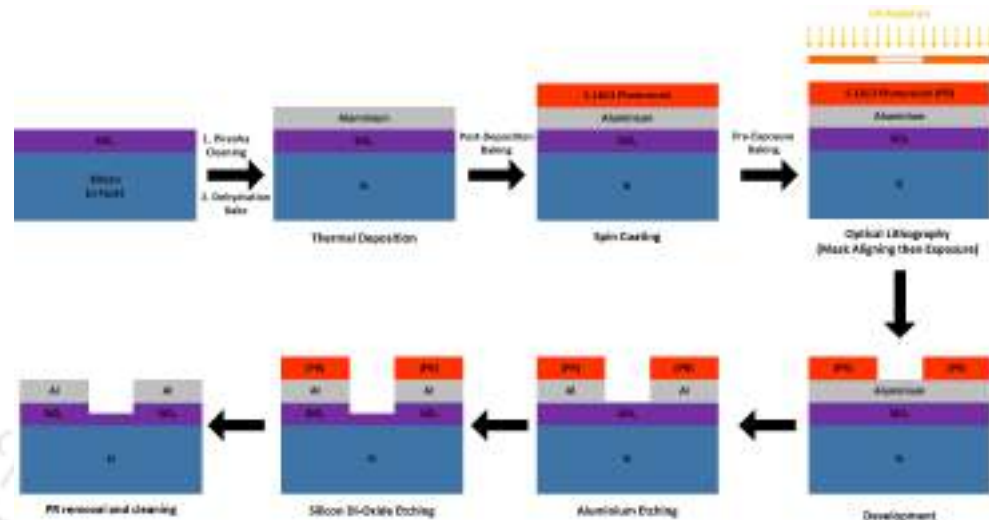 SiO₂
Silicon
1. Piranha
Cleaning
2. Dehydration
Bake
Aluminium
SiO₂
Si
Thermal Deposition
Post-Deposition
Baking
Aluminium
SiO₂
Si
Spin Coating
Pre-Exposure
Baking
Aluminium
SiO₂
Si
Optical Lithography
(Mask Aligning then Exposure)
(PR) (PR)
Aluminium
SiO₂
Si
Development
(PR) (PR)
Al Al
SiO₂
Si
Aluminium Etching
(PR) (PR)
Al Al
SiO₂ SiO₂
Si
Silicon Di-Oxide Etching
Al Al
SiO₂ SiO₂
Si
PR removal and cleaning